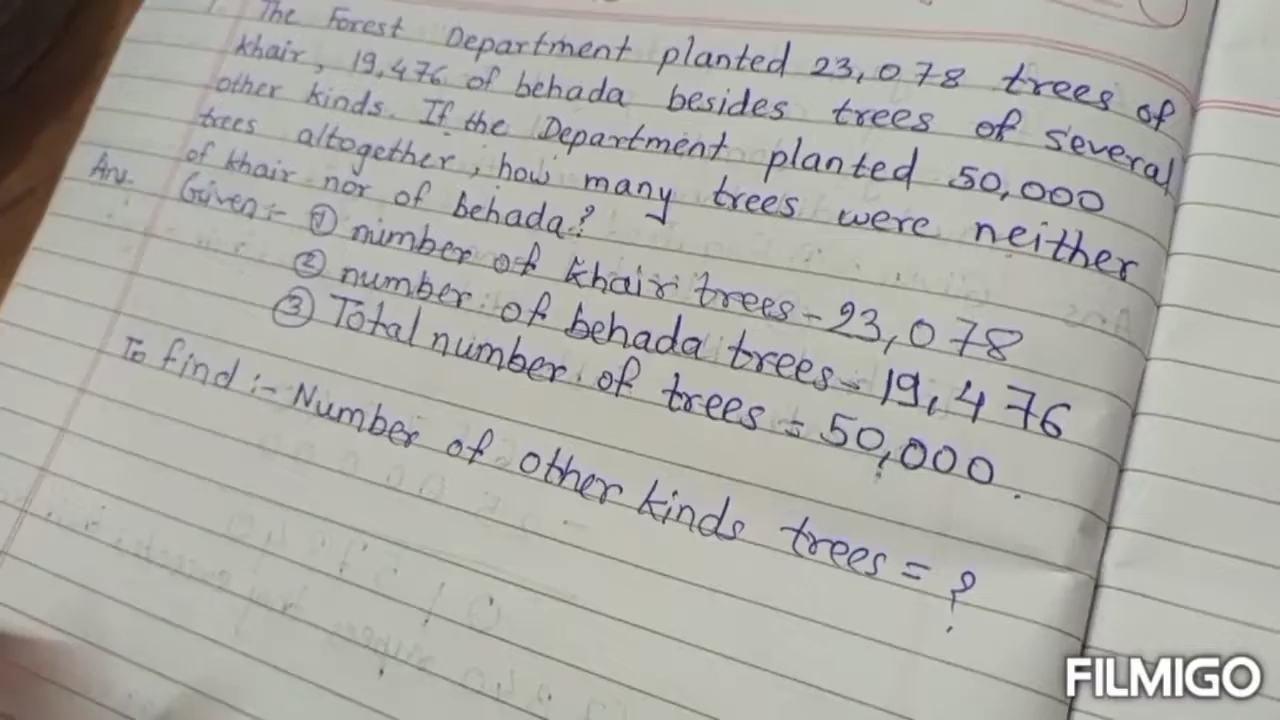 The Forest Department planted 23,078 trees of
khair, 19,476 of behada besides trees of several
other kinds. If the Department planted 50,000
trees altogether, how many trees were neither
of khair nor of behada?
Ans. Given :- ① number of khair trees - 23,078
② number of behada trees - 19,476
③ Total number of trees - 50,000.
To find :- Number of other kinds trees = ?
FILMIGO